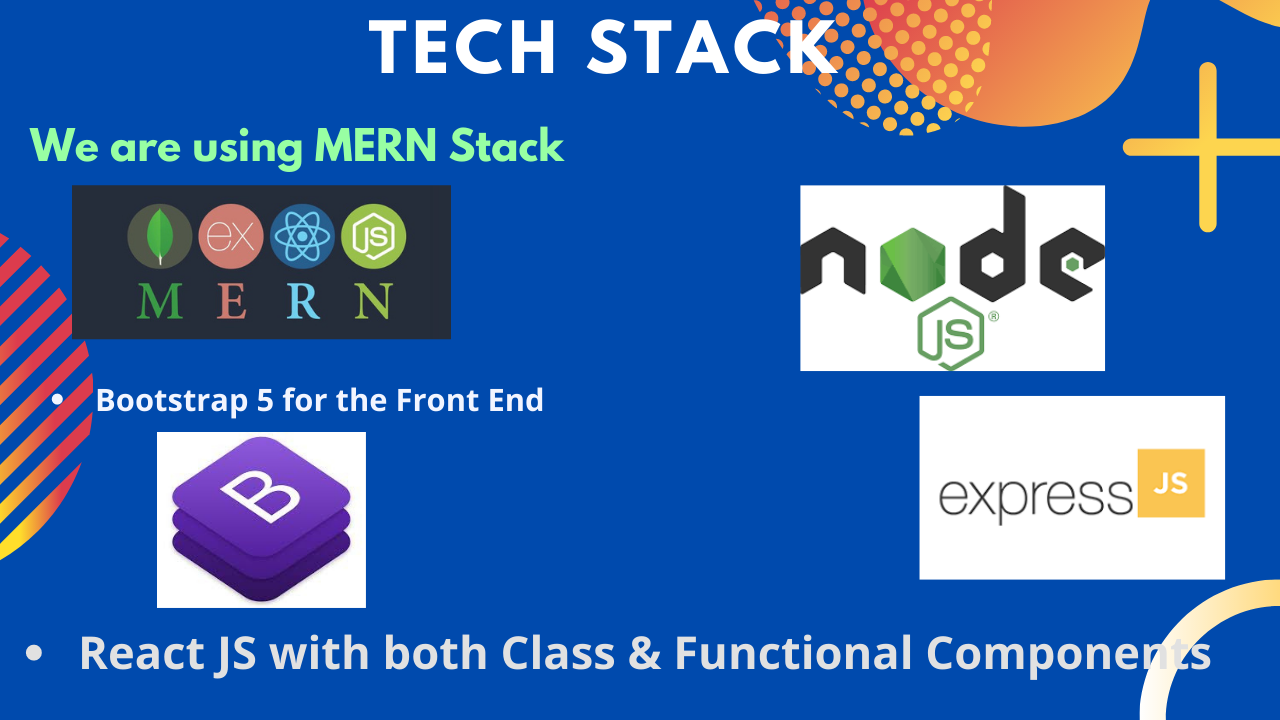 TECH STACK
We are using MERN Stack
ex JS
M E R N
node
JS ®
• Bootstrap 5 for the Front End
B
express JS
• React JS with both Class & Functional Components